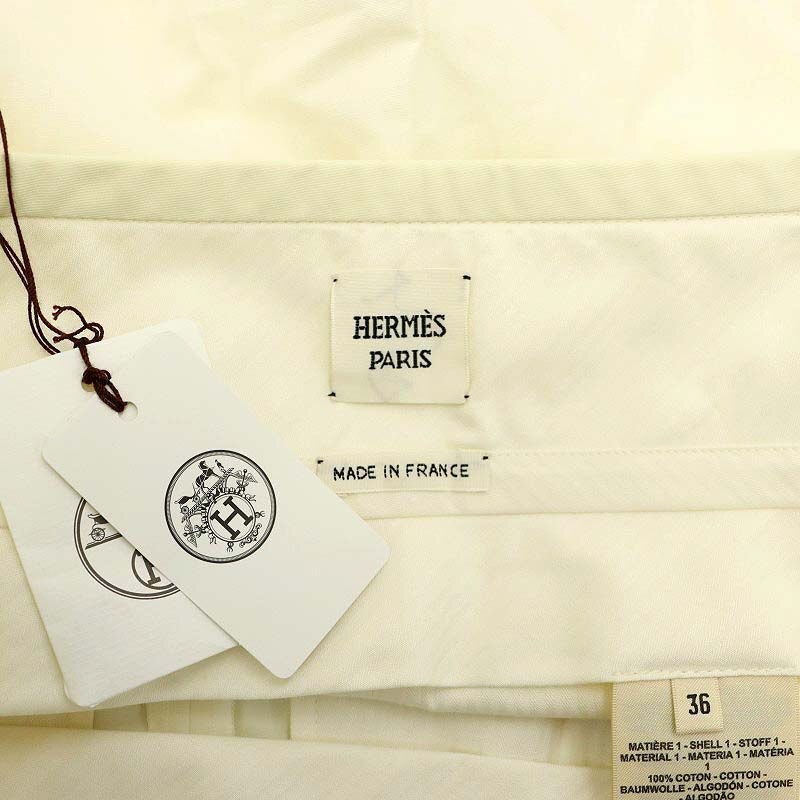 HERMÈS
PARIS
MADE IN FRANCE
H
36
MATIÈRE 1 - SHELL 1 - STOFF 1 -
MATERIAL 1 - MATERIA 1 - MATÉRIA
1
100% COTON - COTTON -
BAUMWOLLE - ALGODÓN - COTONE
- ALGODÃO